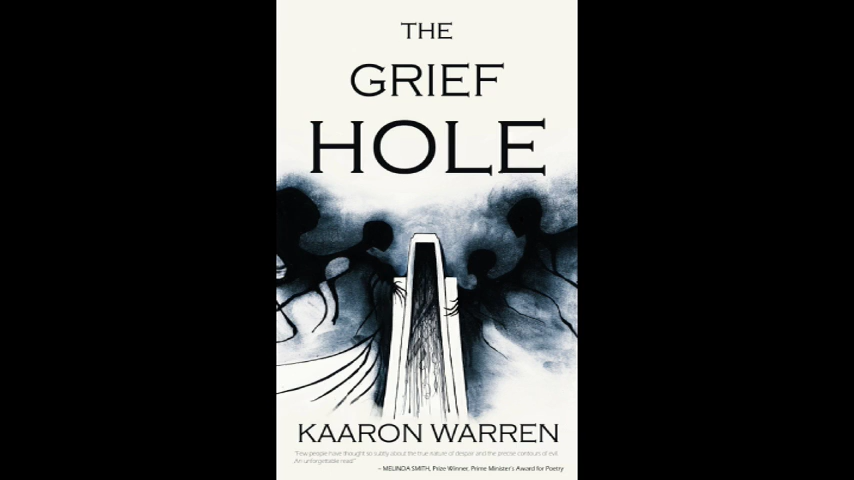 THE
GRIEF
HOLE
KAARON WARREN
"Few people have thought so subtly about the true nature of despair and the precise contours of evil.
An unforgettable read"
– MELINDA SMITH, Prize Winner, Prime Minister's Award for Poetry